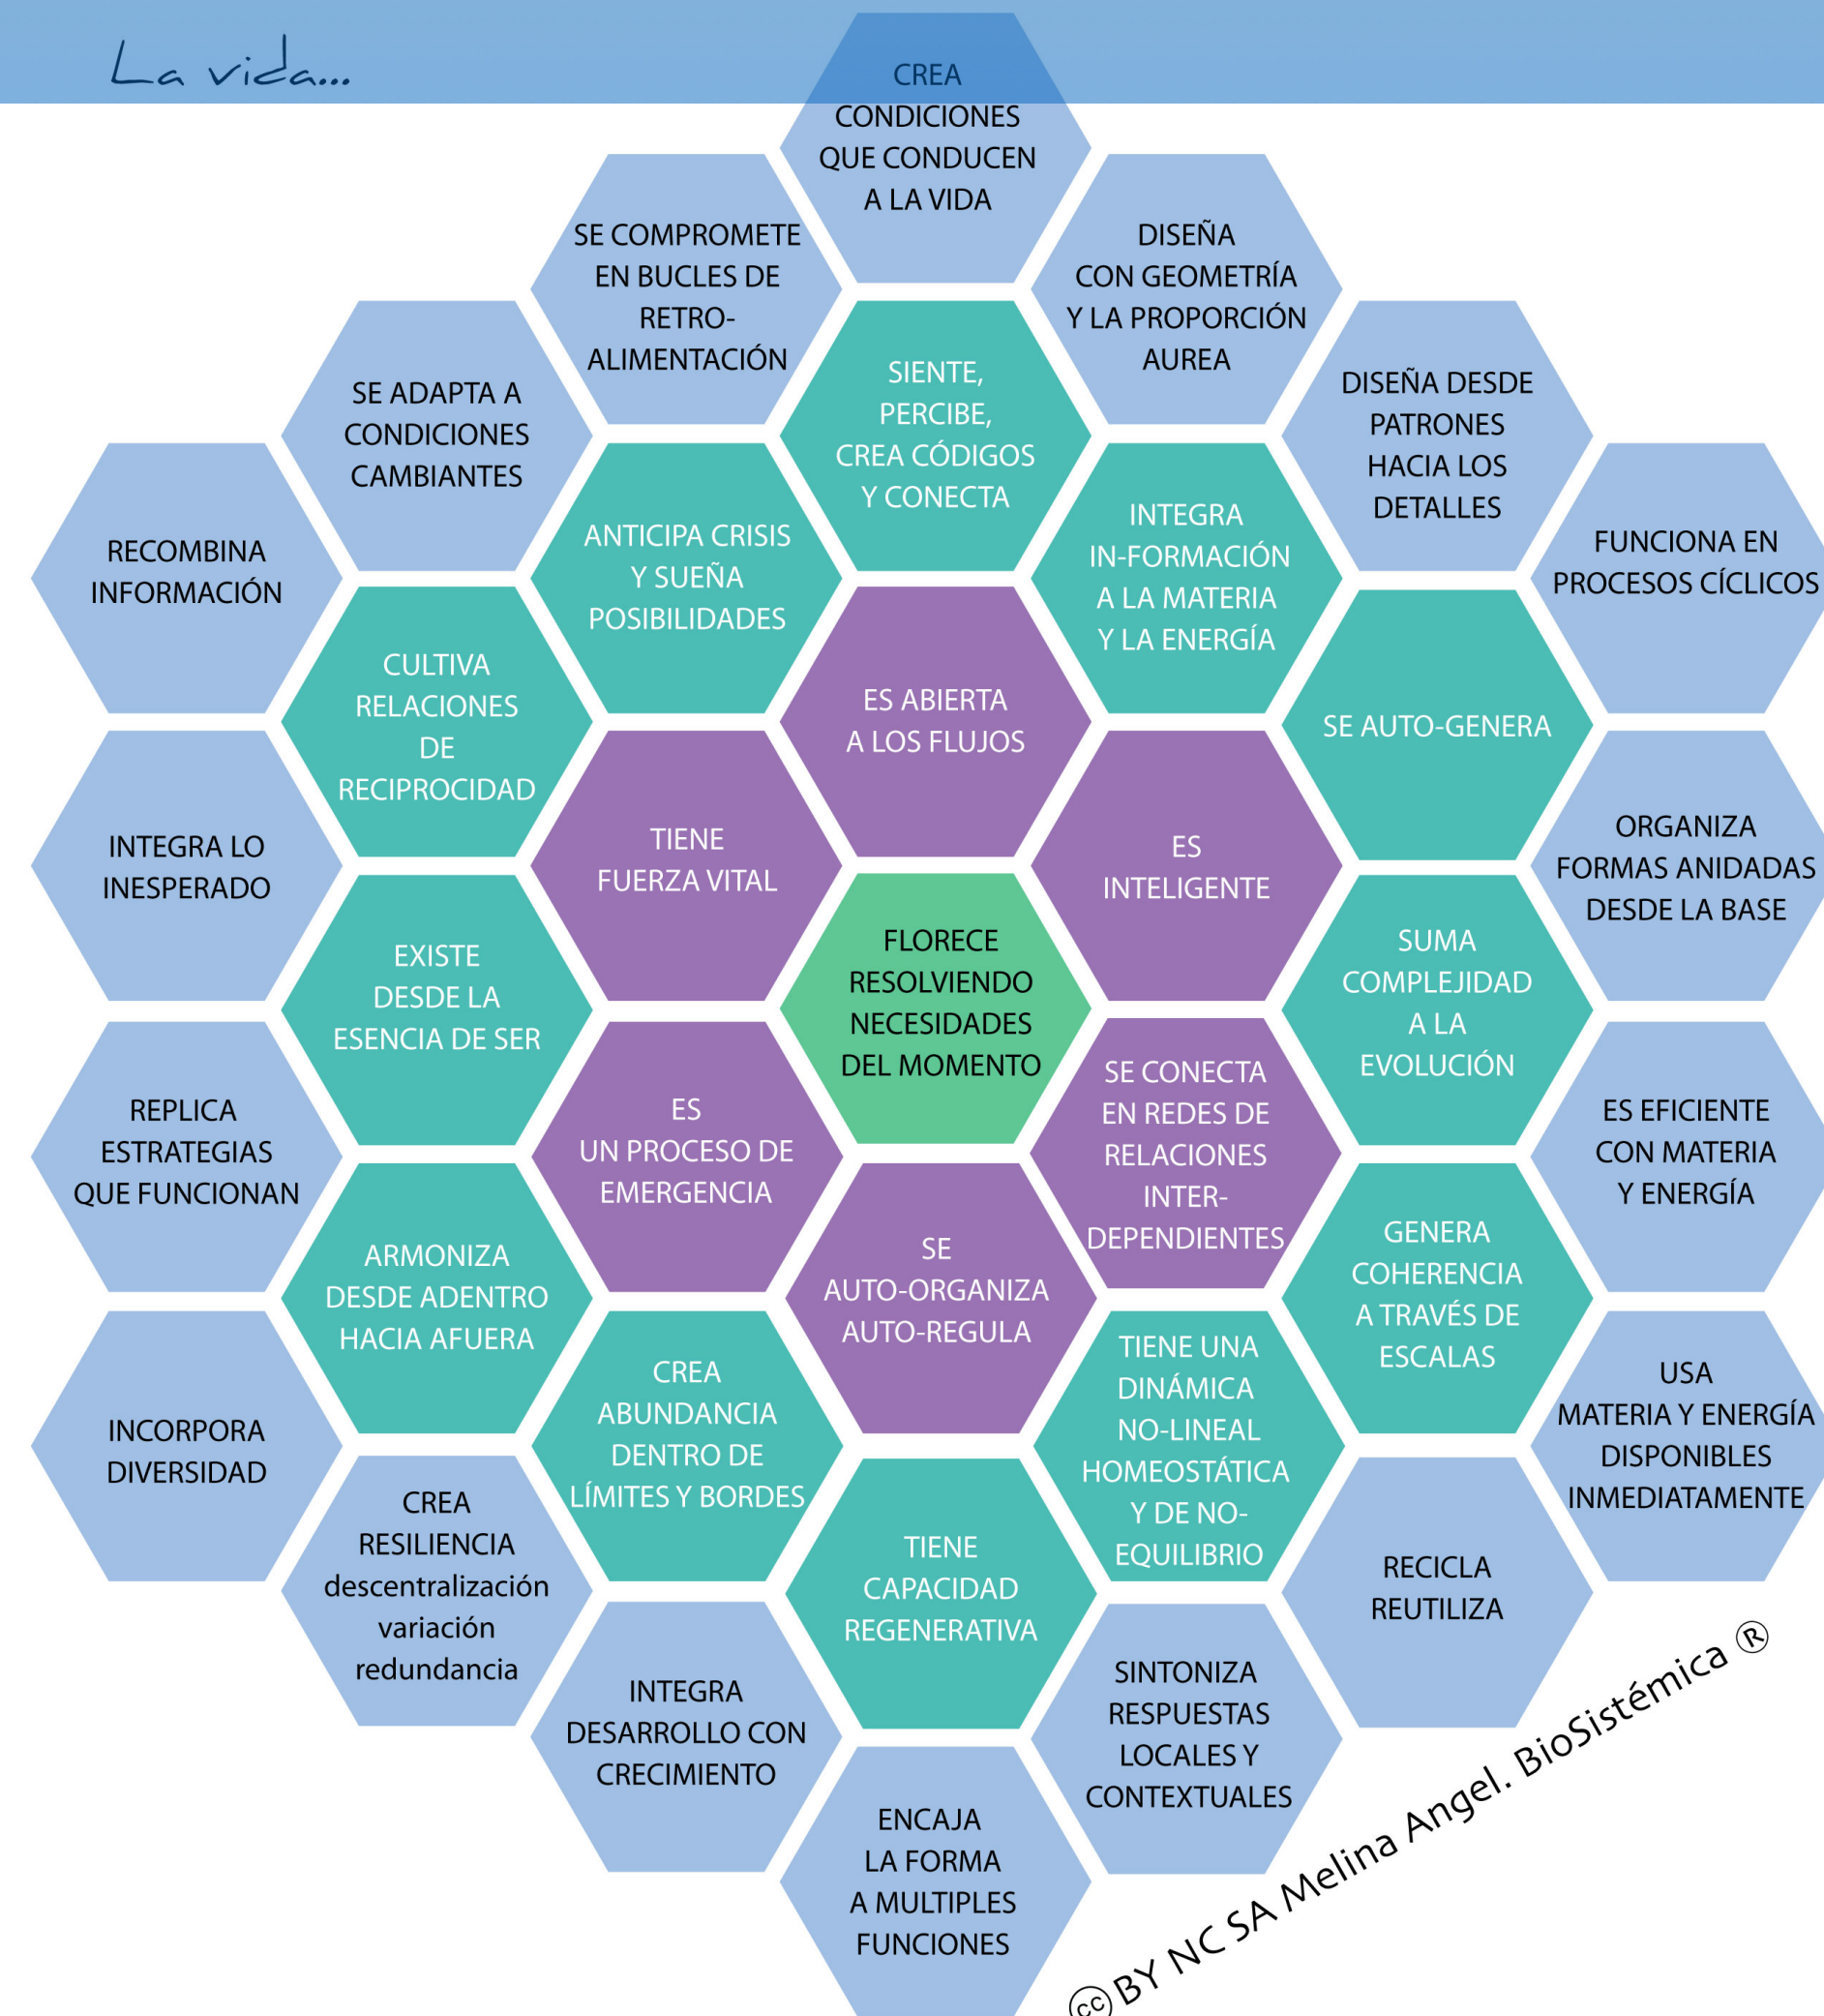 La vida...
CREA
CONDICIONES
QUE CONDUCEN
A LA VIDA
SE COMPROMETE
EN BUCLES DE
RETRO-
ALIMENTACIÓN
DISEÑA
CON GEOMETRÍA
Y LA PROPORCIÓN
AUREA
SE ADAPTA A
CONDICIONES
CAMBIANTES
SIENTE,
PERCIBE,
CREA CÓDIGOS
Y CONECTA
DISEÑA DESDE
PATRONES
HACIA LOS
DETALLES
RECOMBINA
INFORMACIÓN
ANTICIPA CRISIS
Y SUEÑA
POSIBILIDADES
INTEGRA
IN-FORMACIÓN
A LA MATERIA
Y LA ENERGÍA
FUNCIONA EN
PROCESOS CÍCLICOS
CULTIVA
RELACIONES
DE
RECIPROCIDAD
ES ABIERTA
A LOS FLUJOS
SE AUTO-GENERA
INTEGRA LO
INESPERADO
TIENE
FUERZA VITAL
ES
INTELIGENTE
ORGANIZA
FORMAS ANIDADAS
DESDE LA BASE
EXISTE
DESDE LA
ESENCIA DE SER
FLORECE
RESOLVIENDO
NECESIDADES
DEL MOMENTO
SUMA
COMPLEJIDAD
A LA
EVOLUCIÓN
REPLICA
ESTRATEGIAS
QUE FUNCIONAN
ES
UN PROCESO DE
EMERGENCIA
SE CONECTA
EN REDES DE
RELACIONES
INTER-
DEPENDIENTES
ES EFICIENTE
CON MATERIA
Y ENERGÍA
ARMONIZA
DESDE ADENTRO
HACIA AFUERA
SE
AUTO-ORGANIZA
AUTO-REGULA
GENERA
COHERENCIA
A TRAVÉS DE
ESCALAS
INCORPORA
DIVERSIDAD
CREA
ABUNDANCIA
DENTRO DE
LÍMITES Y BORDES
TIENE UNA
DINÁMICA
NO-LINEAL
HOMEOSTÁTICA
Y DE NO-
EQUILIBRIO
USA
MATERIA Y ENERGÍA
DISPONIBLES
INMEDIATAMENTE
CREA
RESILIENCIA
descentralización
variación
redundancia
TIENE
CAPACIDAD
REGENERATIVA
RECICLA
REUTILIZA
INTEGRA
DESARROLLO CON
CRECIMIENTO
SINTONIZA
RESPUESTAS
LOCALES Y
CONTEXTUALES
ENCAJA
LA FORMA
A MULTIPLES
FUNCIONES
cc BY NC SA Melina Angel. BioSistémica ®